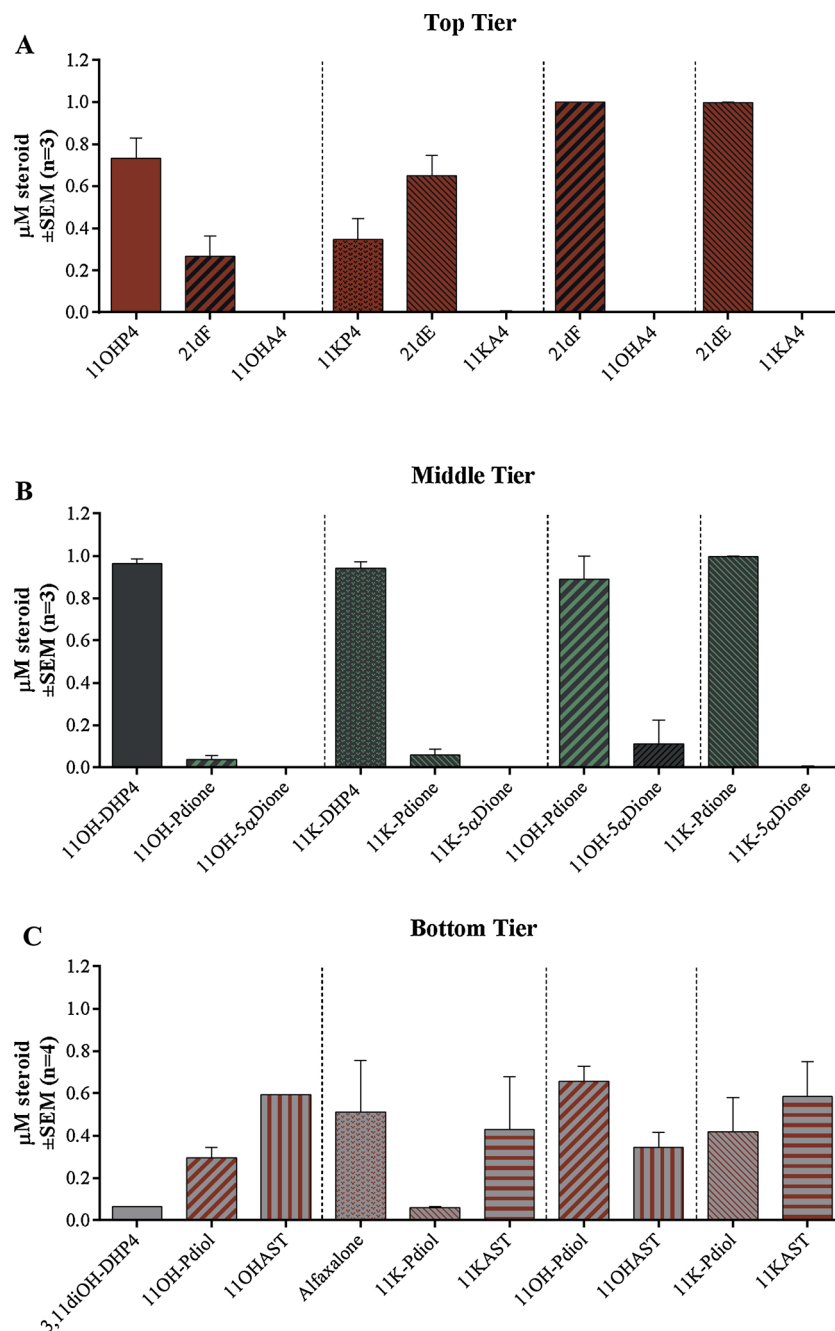 A
Top Tier
µM steroid
±SEM (n=3)
1.2
1.0
0.8
0.6
0.4
0.2
0.0
11OHP4
21dF
11OHA4
11KP4
21dE
11KA4
21dF
11OHA4
21dE
11KA4
B
Middle Tier
µM steroid
±SEM (n=3)
1.2
1.0
0.8
0.6
0.4
0.2
0.0
11OH-DHP4
11OH-Pdione
11OH-5αDione
11K-DHP4
11K-Pdione
11K-5αDione
11OH-Pdione
11OH-5αDione
11K-Pdione
11K-5αDione
C
Bottom Tier
µM steroid
±SEM (n=4)
1.2
1.0
0.8
0.6
0.4
0.2
0.0
3,11diOH-DHP4
11OH-Pdiol
11OHAST
Alfaxalone
11K-Pdiol
11KAST
11OH-Pdiol
11OHAST
11K-Pdiol
11KAST